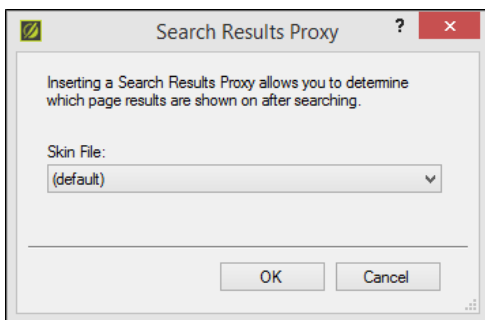 Search Results Proxy ?
Inserting a Search Results Proxy allows you to determine
which page results are shown on after searching.
Skin File:
(default)
OK Cancel